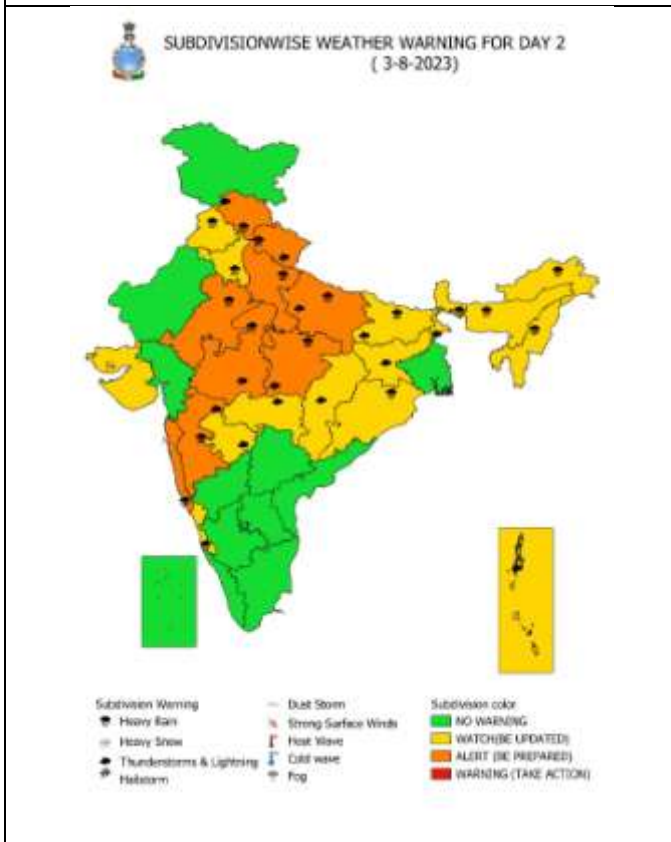 SUBDIVISIONWISE WEATHER WARNING FOR DAY 2
( 3-8-2023)
Subdivision Warning
Heavy Rain
Heavy Snow
Thunderstorms & Lightning
Hailstorm
Dust Storm
Strong Surface Winds
Heat Wave
Cold wave
Fog
Subdivision color
NO WARNING
WATCH(BE UPDATED)
ALERT (BE PREPARED)
WARNING (TAKE ACTION)